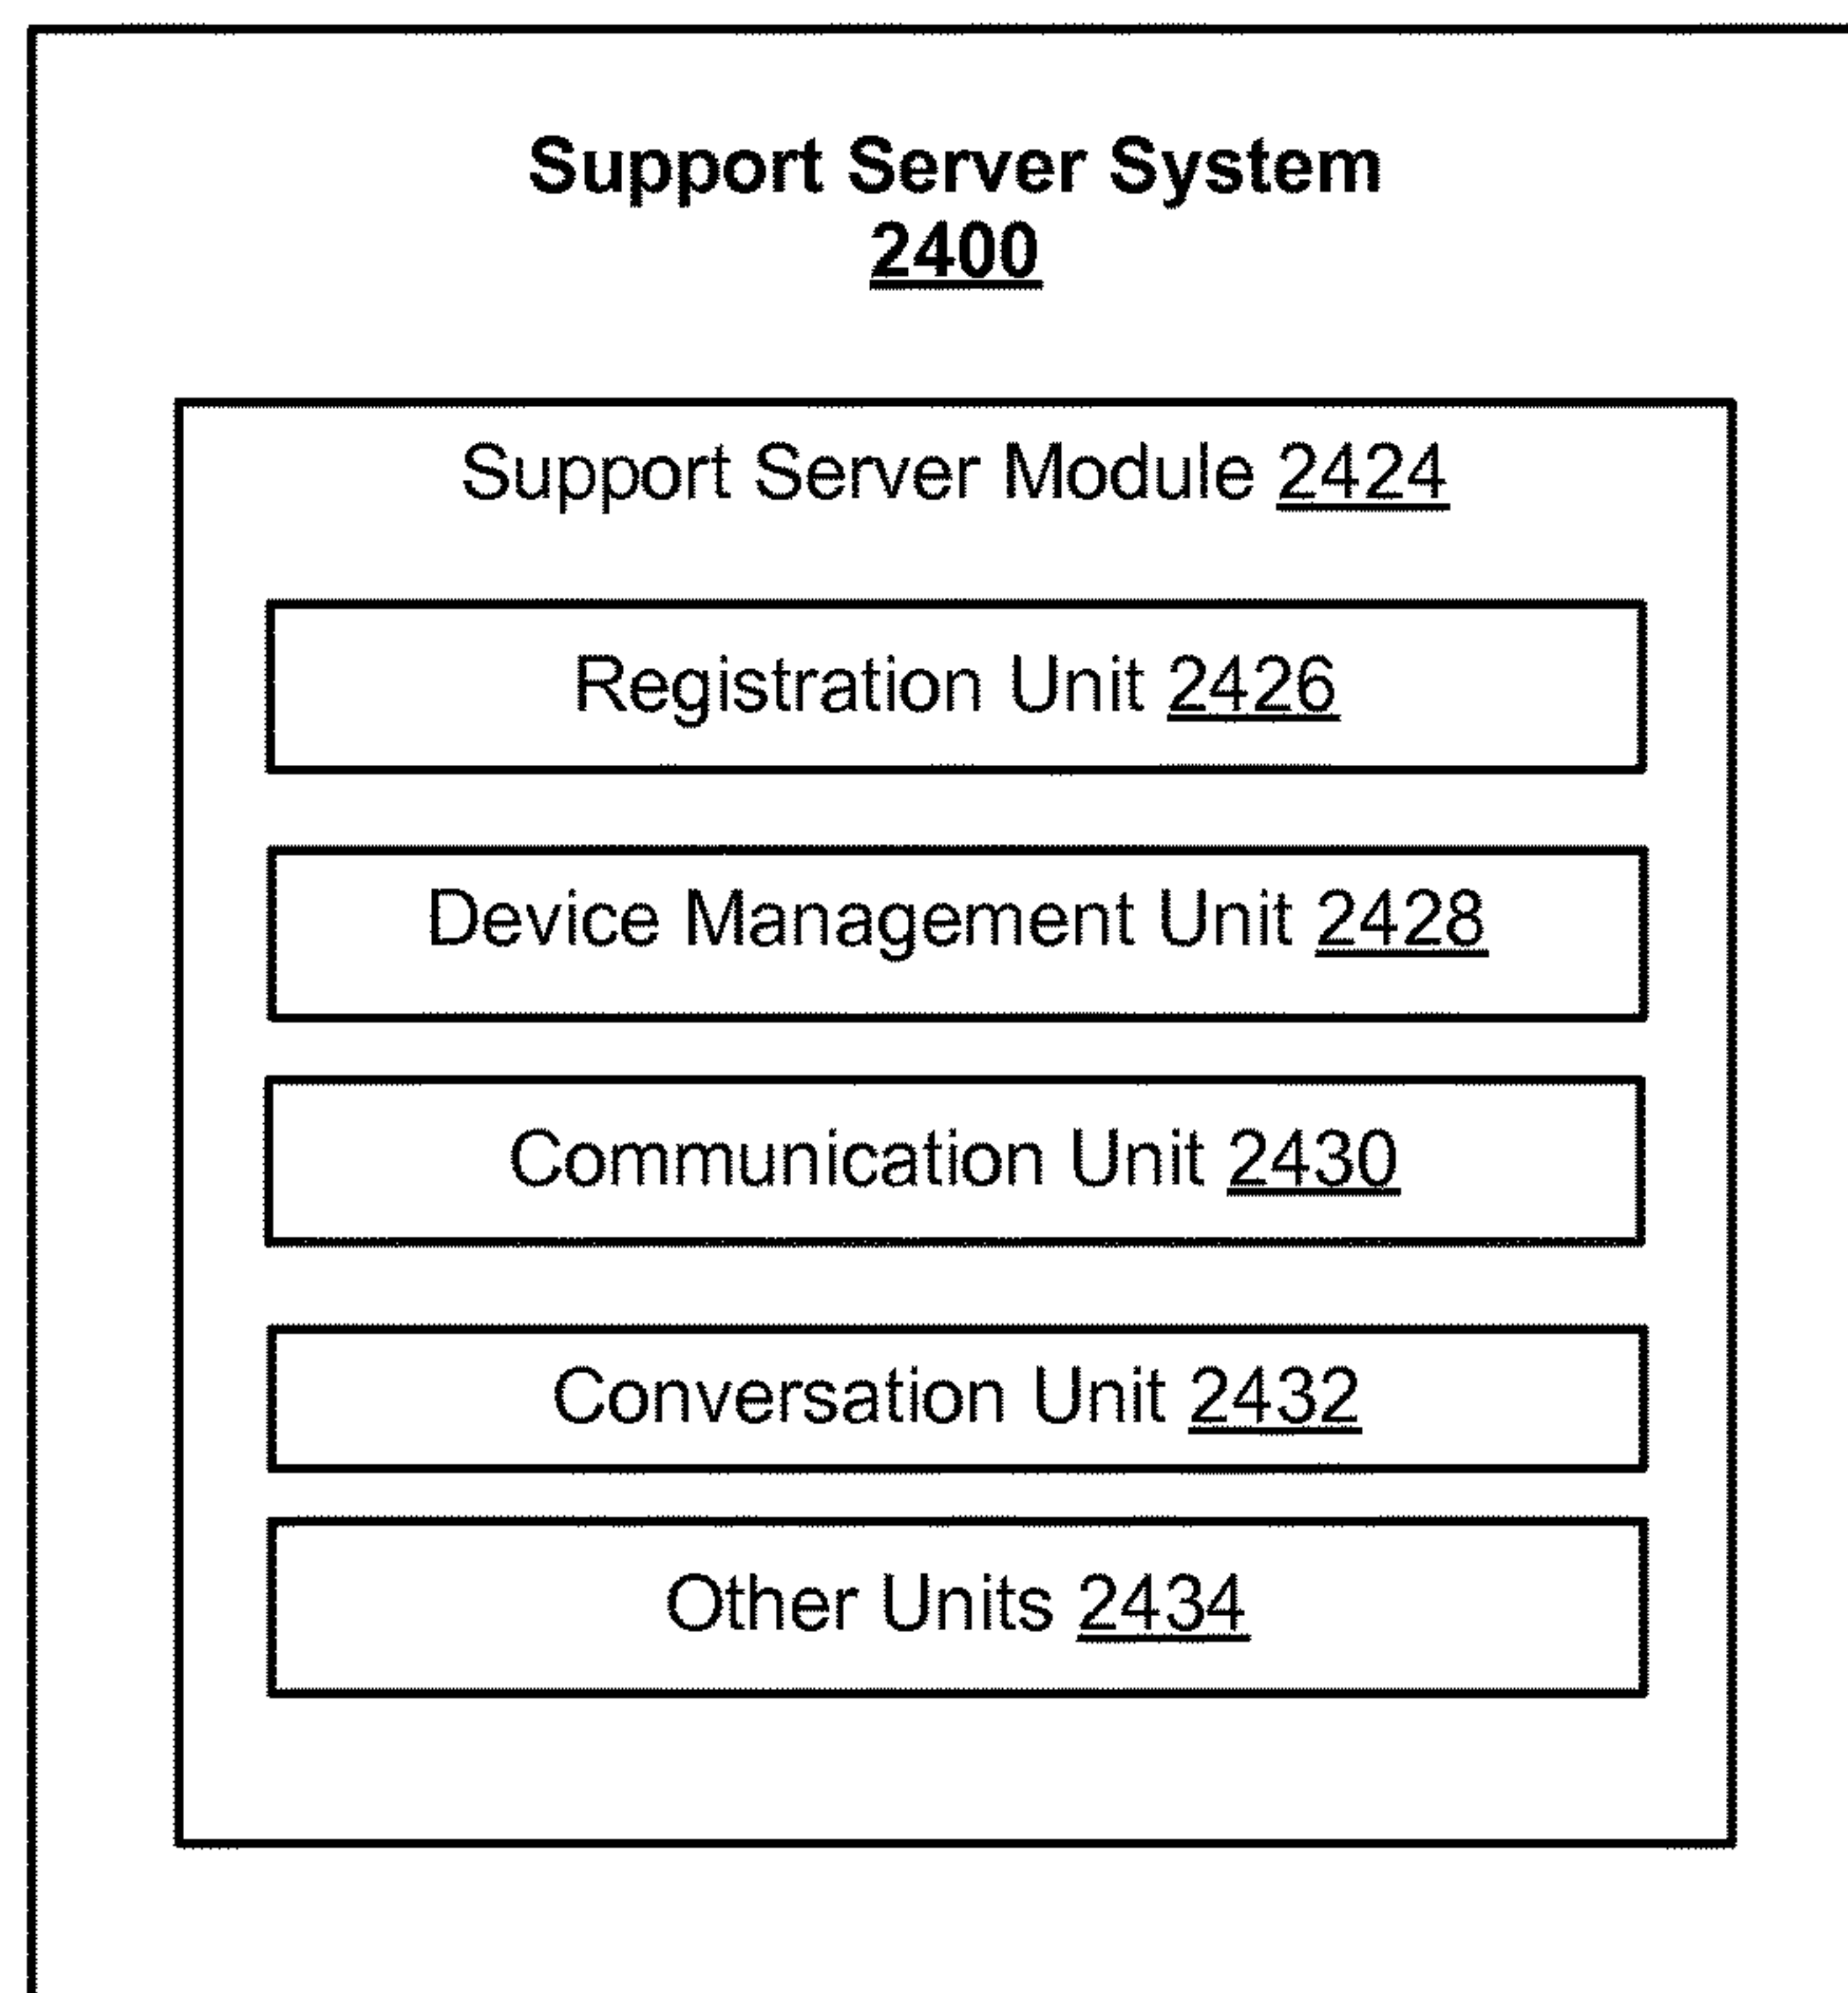 Support Server System
2400
Support Server Module 2424
Registration Unit 2426
Device Management Unit 2428
Communication Unit 2430
Conversation Unit 2432
Other Units 2434